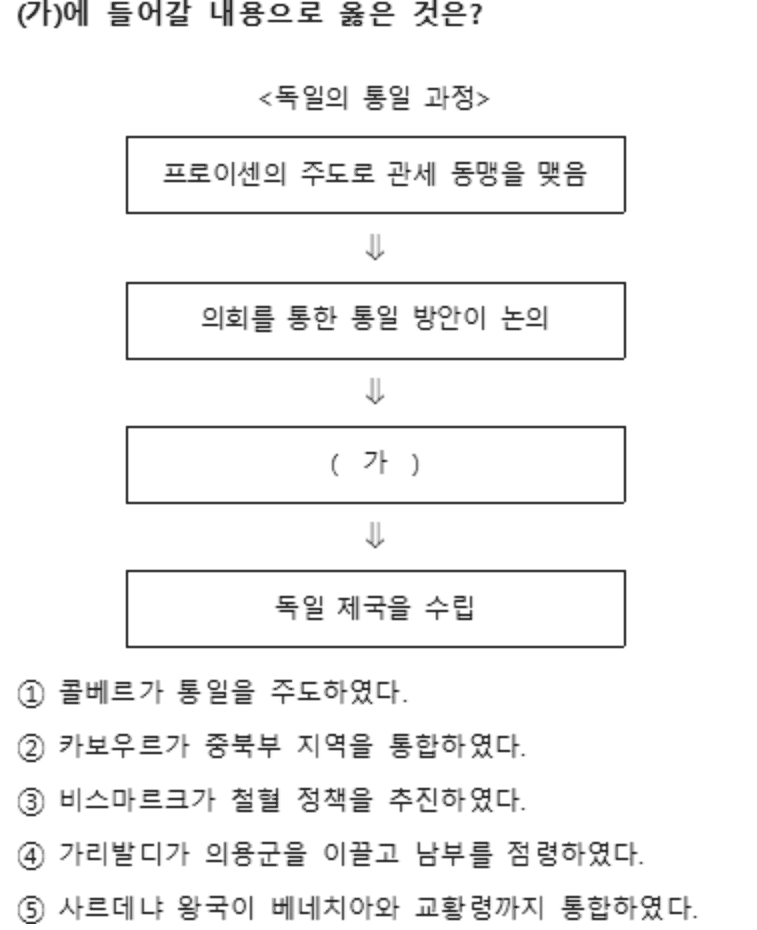 (가)에 들어갈 내용으로 옳은 것은?
<독일의 통일 과정>
프로이센의 주도로 관세 동맹을 맺음
⇓
의회를 통한 통일 방안이 논의
⇓
( 가 )
⇓
독일 제국을 수립
① 콜베르가 통일을 주도하였다.
② 카보우르가 중북부 지역을 통합하였다.
③ 비스마르크가 철혈 정책을 추진하였다.
④ 가리발디가 의용군을 이끌고 남부를 점령하였다.
⑤ 사르데냐 왕국이 베네치아와 교황령까지 통합하였다.